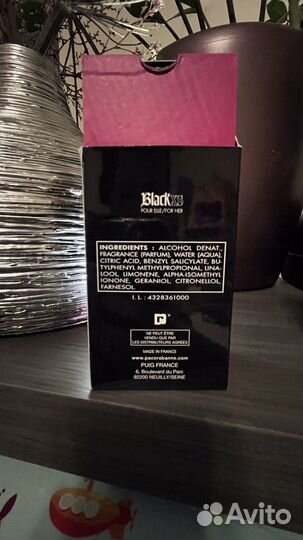 Black XS
POUR ELLE/FOR HER
INGREDIENTS : ALCOHOL DENAT.,
FRAGRANCE (PARFUM), WATER (AQUA),
CITRIC ACID, BENZYL SALICYLATE, BU-
TYLPHENYL METHYLPROPIONAL, LINA-
LOOL, LIMONENE, ALPHA-ISOMETHYL
IONONE, GERANIOL, CITRONELLOL,
FARNESOL
I. L : 4328361000
NE PEUT ÊTRE
VENDU QUE PAR
LES DISTRIBUTEURS AGRÉÉS
MADE IN FRANCE
www.pacorabanne.com
PUIG FRANCE
6, Boulevard du Parc
92200 NEUILLY/SEINE
Avito